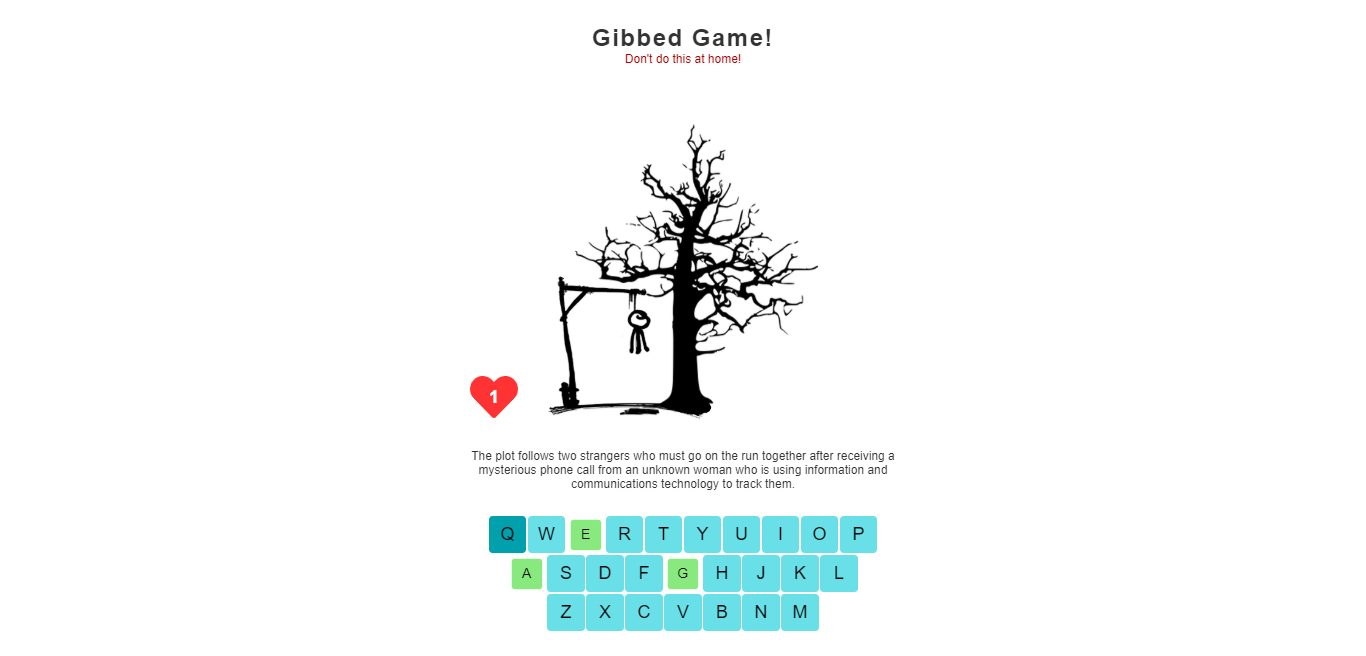 Gibbed Game!
Don't do this at home!
1
The plot follows two strangers who must go on the run together after receiving a
mysterious phone call from an unknown woman who is using information and
communications technology to track them.
Q W E R T Y U I O P
A S D F G H J K L
Z X C V B N M